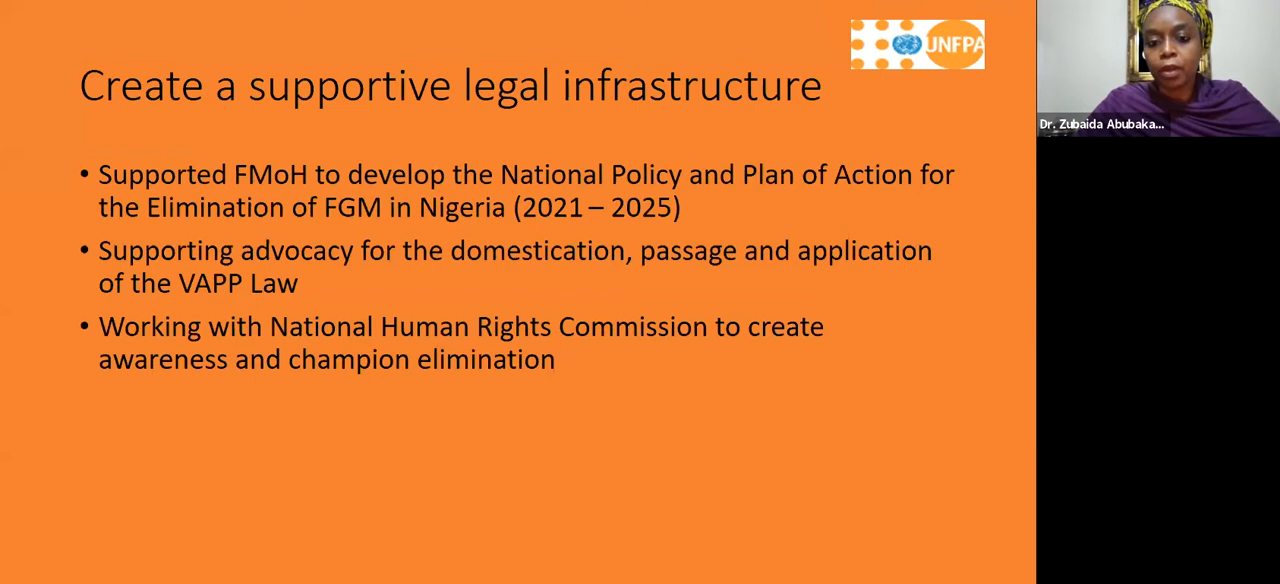 UNFPA
Create a supportive legal infrastructure
• Supported FMoH to develop the National Policy and Plan of Action for
the Elimination of FGM in Nigeria (2021 – 2025)
• Supporting advocacy for the domestication, passage and application
of the VAPP Law
• Working with National Human Rights Commission to create
awareness and champion elimination
Dr. Zubaida Abubaka...